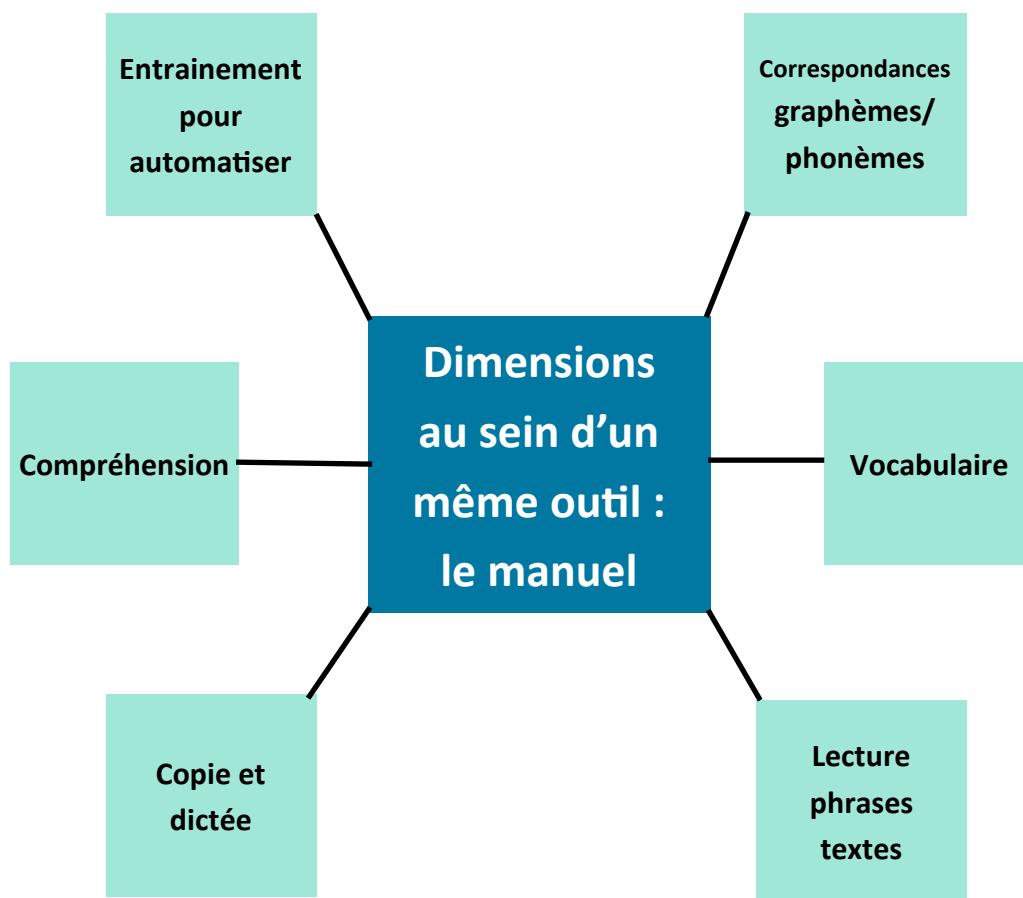 Entrainement
pour
automatiser
Correspondances
graphèmes/
phonèmes
Dimensions
au sein d’un
même outil :
le manuel
Compréhension
Vocabulaire
Copie et
dictée
Lecture
phrases
textes